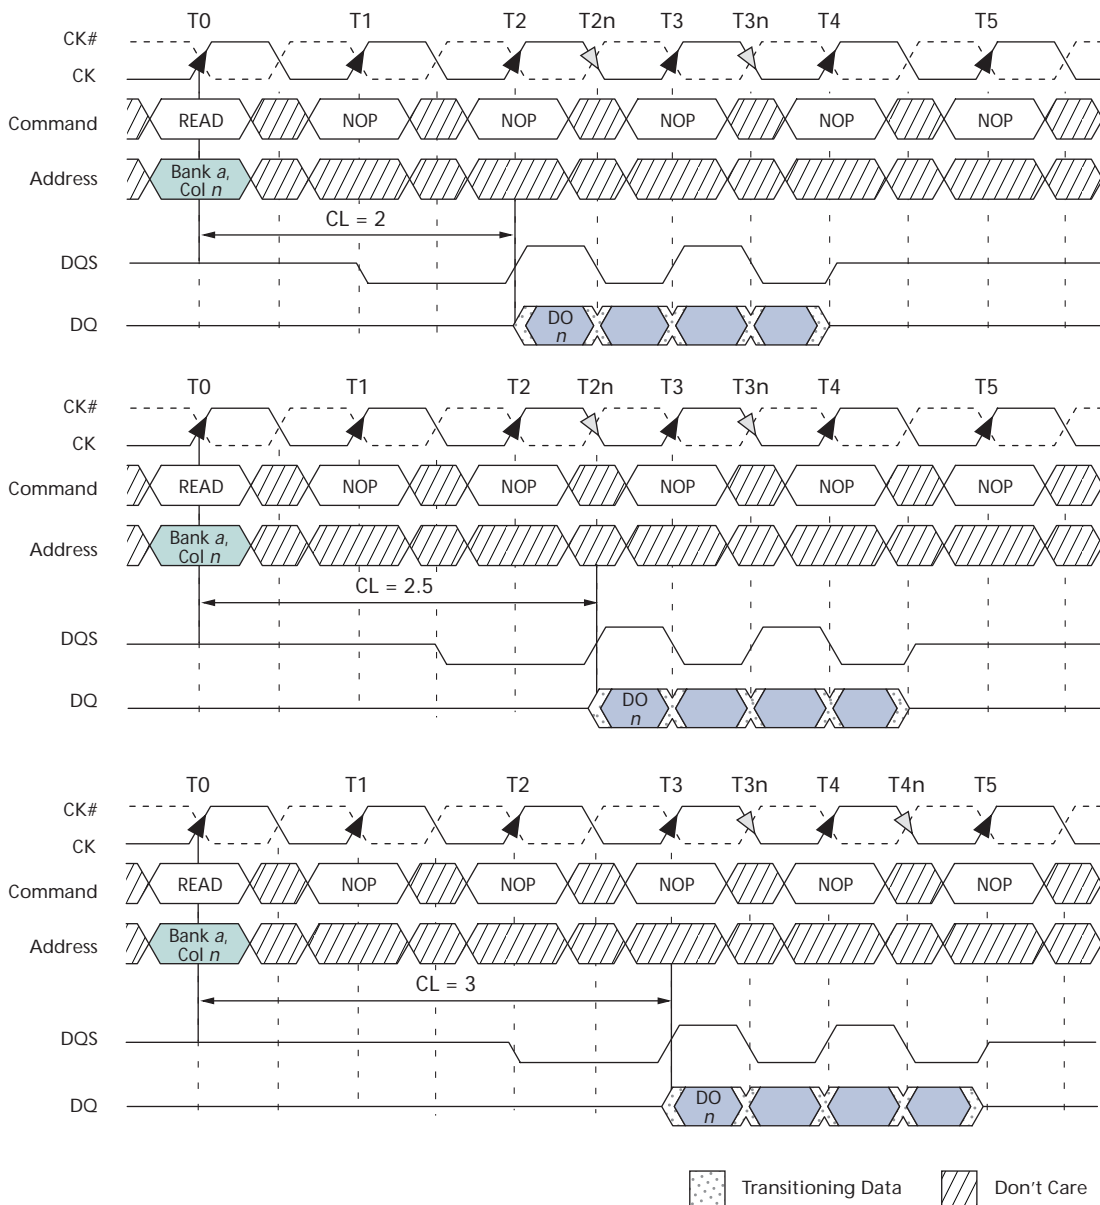 T0 T1 T2 T2n T3 T3n T4 T5
CK#
CK
Command READ NOP NOP NOP NOP NOP
Address Bank a,
Col n
CL = 2
DQS
DQ DO
n
T0 T1 T2 T2n T3 T3n T4 T5
CK#
CK
Command READ NOP NOP NOP NOP NOP
Address Bank a,
Col n
CL = 2.5
DQS
DQ DO
n
T0 T1 T2 T3 T3n T4 T4n T5
CK#
CK
Command READ NOP NOP NOP NOP NOP
Address Bank a,
Col n
CL = 3
DQS
DQ DO
n
Transitioning Data Don't Care